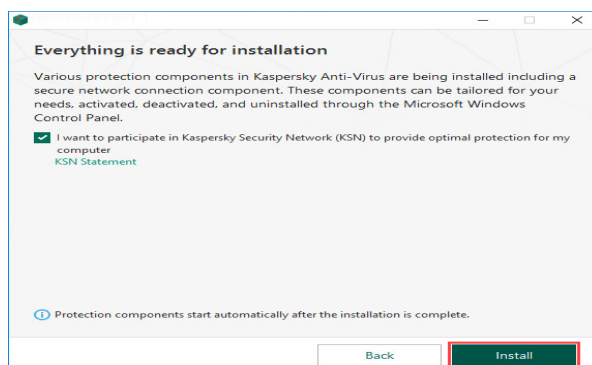 Everything is ready for installation
Various protection components in Kaspersky Anti-Virus are being installed including a
secure network connection component. These components can be tailored for your
needs, activated, deactivated, and uninstalled through the Microsoft Windows
Control Panel.
I want to participate in Kaspersky Security Network (KSN) to provide optimal protection for my
computer
KSN Statement
Protection components start automatically after the installation is complete.
Back
Install